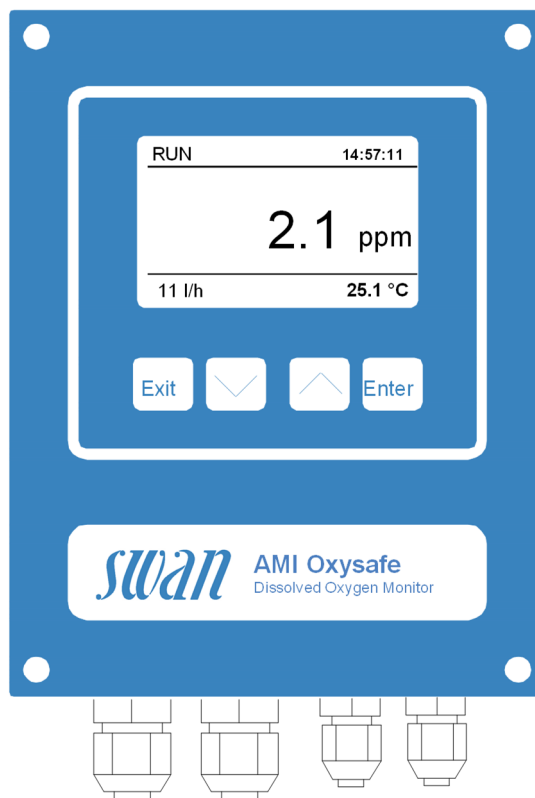 RUN 14:57:11
2.1 ppm
11 l/h 25.1 °C
Exit Enter
swan AMI Oxysafe
Dissolved Oxygen Monitor